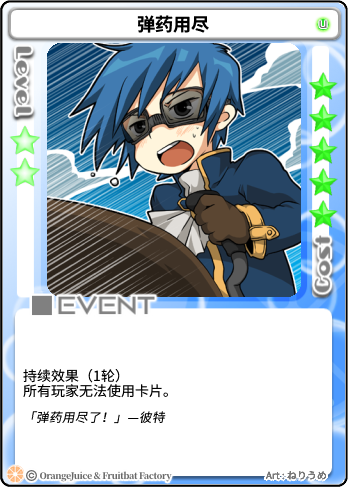 弹药用尽
U
Level
Cost
EVENT
持续效果（1轮）
所有玩家无法使用卡片。
「弹药用尽了！」—彼特
© OrangeJuice & Fruitbat Factory
Art: ねりうめ